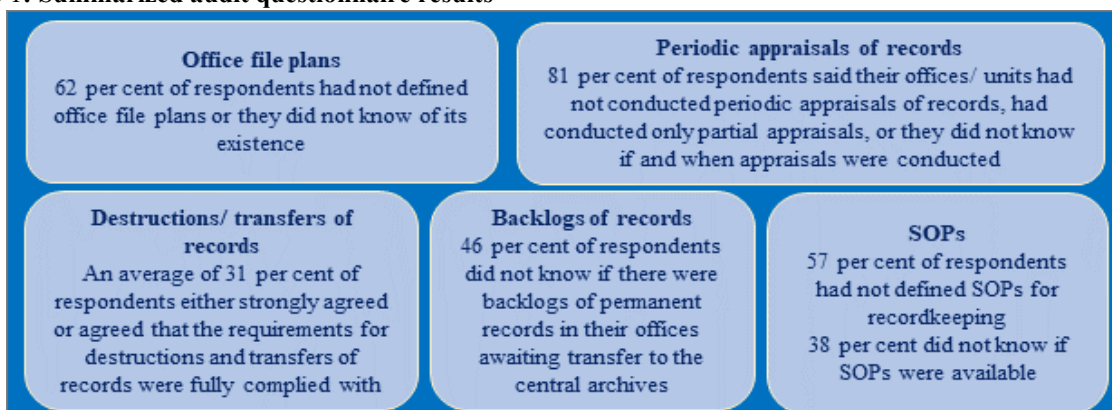 1: Summarized audit questionnaire results
Office file plans
62 per cent of respondents had not defined
office file plans or they did not know of its
existence
Periodic appraisals of records
81 per cent of respondents said their offices/ units had
not conducted periodic appraisals of records, had
conducted only partial appraisals, or they did not know
if and when appraisals were conducted
Destructions/ transfers of
records
An average of 31 per cent of
respondents either strongly agreed
or agreed that the requirements for
destructions and transfers of
records were fully complied with
Backlogs of records
46 per cent of respondents
did not know if there were
backlogs of permanent
records in their offices
awaiting transfer to the
central archives
SOPs
57 per cent of respondents
had not defined SOPs for
recordkeeping
38 per cent did not know if
SOPs were available